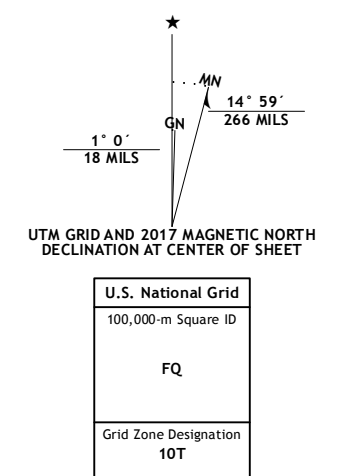 ★
MN
14° 59´
266 MILS
GN
1° 0´
18 MILS
UTM GRID AND 2017 MAGNETIC NORTH
DECLINATION AT CENTER OF SHEET
U.S. National Grid
100,000-m Square ID
FQ
Grid Zone Designation
10T